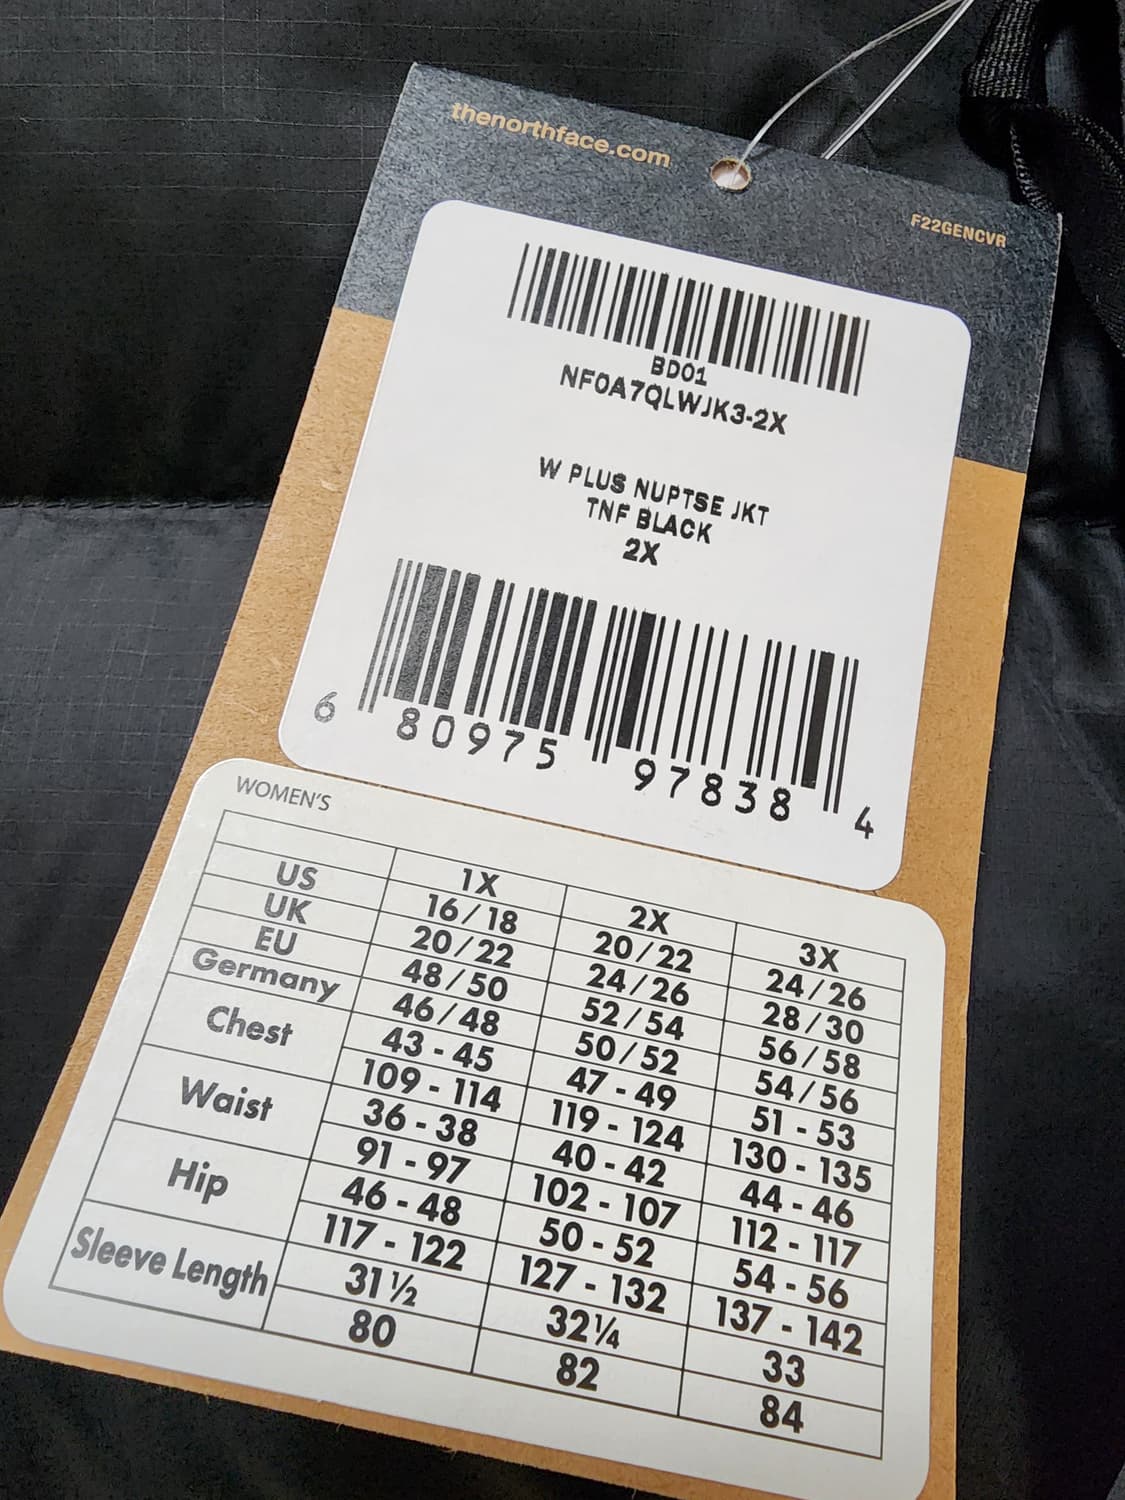 thenorthface.com
F22GENCVR
BD01
NF0A7QLWJK3-2X
W PLUS NUPTSE JKT
TNF BLACK
2X
6 80975 97838 4
WOMEN'S
1X 2X 3X
US 16/18 20/22 24/26
UK 20/22 24/26 28/30
EU 48/50 52/54 56/58
Germany 46/48 50/52 54/56
Chest 43 - 45 47 - 49 51 - 53
109 - 114 119 - 124 130 - 135
Waist 36 - 38 40 - 42 44 - 46
91 - 97 102 - 107 112 - 117
Hip 46 - 48 50 - 52 54 - 56
117 - 122 127 - 132 137 - 142
Sleeve Length 31 ½ 32¼ 33
80 82 84